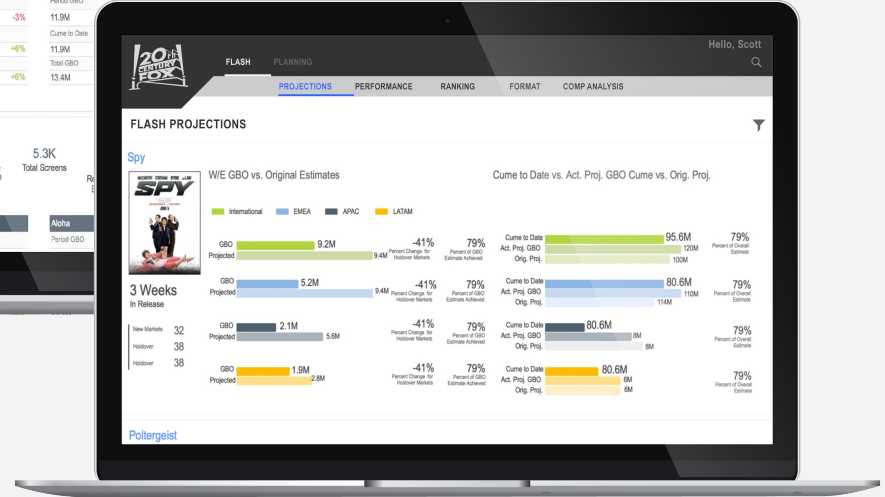 Period GBO
-3%
11.9M
Cume to Date
+6%
11.9M
Total GBO
+6%
13.4M
5.3K
Total Screens
Aloha
Period GBO
20th
CENTURY
FOX
Hello, Scott
FLASH
PLANNING
PROJECTIONS
PERFORMANCE
RANKING
FORMAT
COMP ANALYSIS
FLASH PROJECTIONS
Spy
McCARTHY STATHAM BYRNE LAW
SPY
JUNE 5
3 Weeks
In Release
New Markets 32
Holdover 38
Holdover 38
W/E GBO vs. Original Estimates
International
EMEA
APAC
LATAM
GBO 9.2M
Projected 9.4M
-41%
Percent Change for
Holdover Markets
79%
Percent of GBO
Estimate Achieved
GBO 5.2M
Projected 9.4M
-41%
Percent Change for
Holdover Markets
79%
Percent of GBO
Estimate Achieved
GBO 2.1M
Projected 5.6M
-41%
Percent Change for
Holdover Markets
79%
Percent of GBO
Estimate Achieved
GBO 1.9M
Projected 2.8M
-41%
Percent Change for
Holdover Markets
79%
Percent of GBO
Estimate Achieved
Cume to Date vs. Act. Proj. GBO Cume vs. Orig. Proj.
Cume to Date 95.6M
Act. Proj. GBO 120M
Orig. Proj. 100M
79%
Percent of Overall
Estimate
Cume to Date 80.6M
Act. Proj. GBO 110M
Orig. Proj. 114M
79%
Percent of Overall
Estimate
Cume to Date 80.6M
Act. Proj. GBO 8M
Orig. Proj. 8M
79%
Percent of Overall
Estimate
Cume to Date 80.6M
Act. Proj. GBO 6M
Orig. Proj. 6M
79%
Percent of Overall
Estimate
Poltergeist